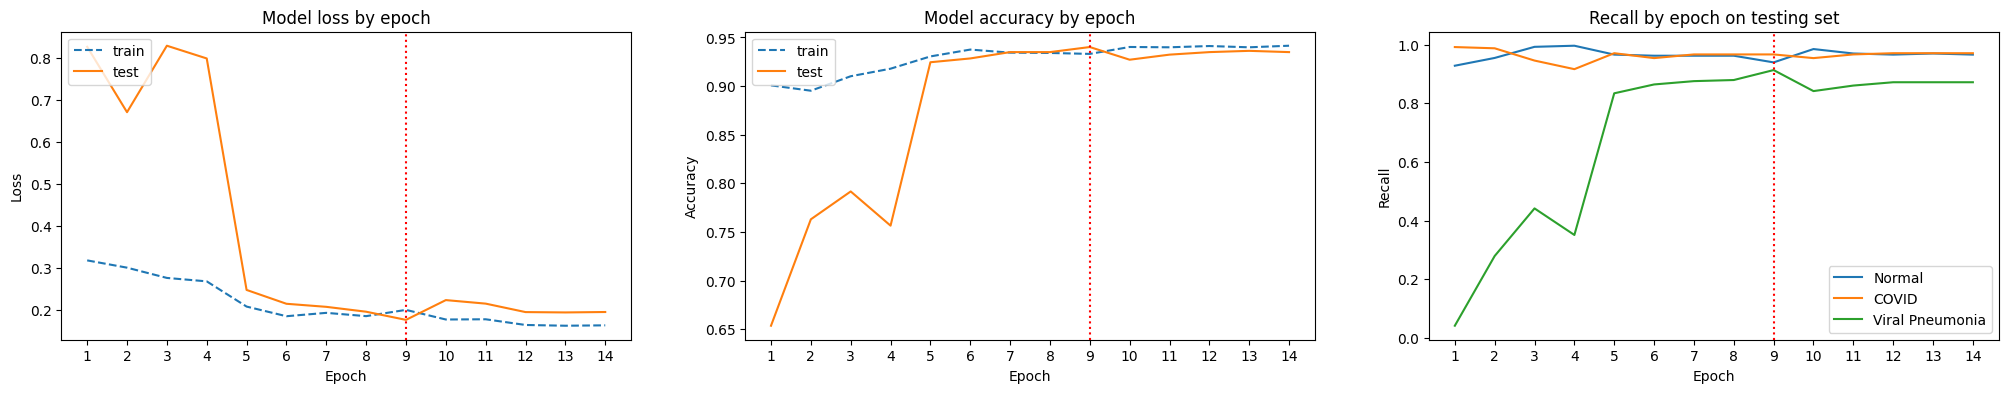 Model loss by epoch
train
test
0.8
0.7
0.6
0.5
0.4
0.3
0.2
Loss
1 2 3 4 5 6 7 8 9 10 11 12 13 14
Epoch
Model accuracy by epoch
train
test
0.95
0.90
0.85
0.80
0.75
0.70
0.65
Accuracy
1 2 3 4 5 6 7 8 9 10 11 12 13 14
Epoch
Recall by epoch on testing set
1.0
0.8
0.6
0.4
0.2
0.0
Recall
Normal
COVID
Viral Pneumonia
1 2 3 4 5 6 7 8 9 10 11 12 13 14
Epoch